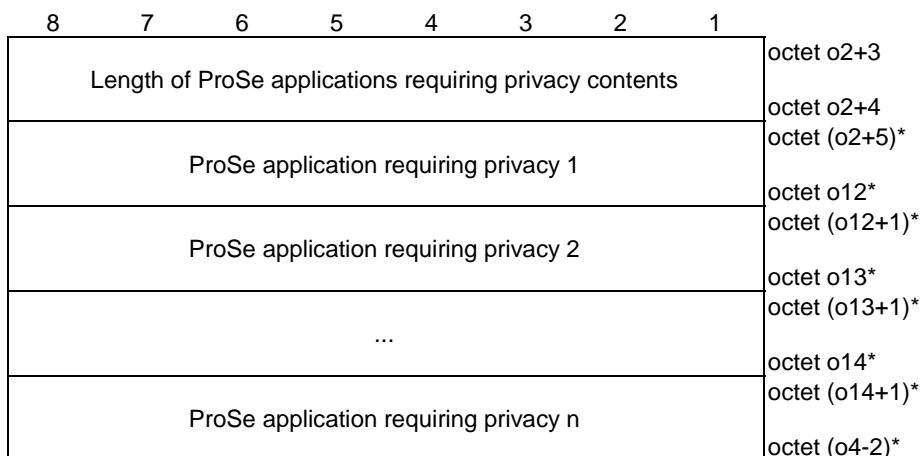 8 7 6 5 4 3 2 1
octet o2+3
Length of ProSe applications requiring privacy contents
octet o2+4
octet (o2+5)*
ProSe application requiring privacy 1
octet o12*
octet (o12+1)*
ProSe application requiring privacy 2
octet o13*
octet (o13+1)*
...
octet o14*
octet (o14+1)*
ProSe application requiring privacy n
octet (o4-2)*